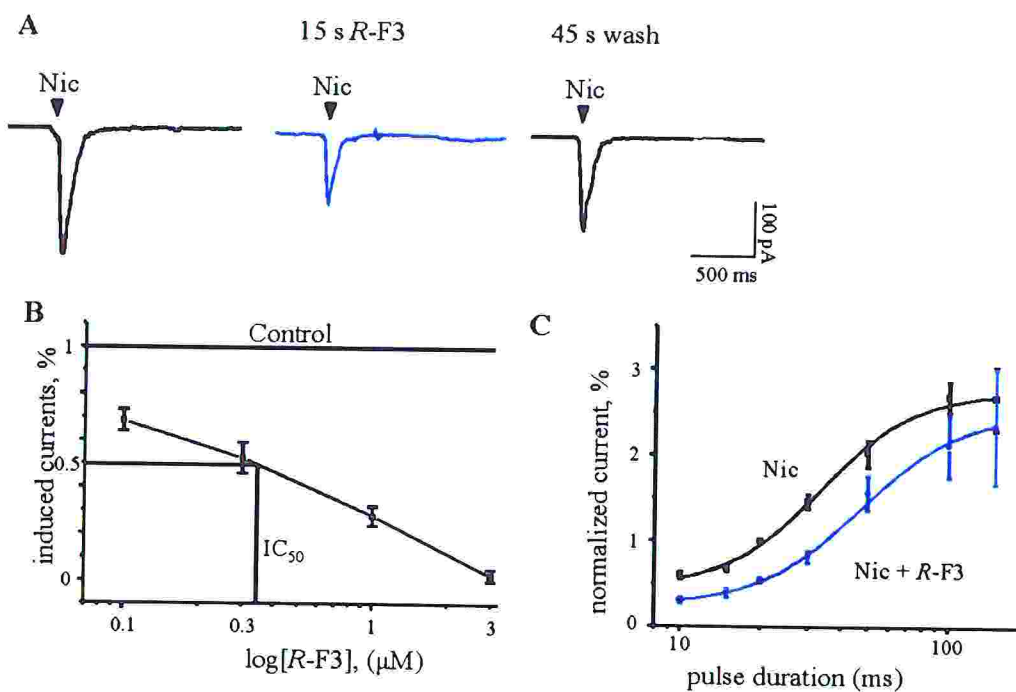 A
15 s R-F3
45 s wash
Nic
Nic
Nic
100 pA
500 ms
B
Control
induced currents, %
1
0.5
0
IC50
0.1
0.3
1
3
log[R-F3], (μM)
C
normalized current, %
3
2
1
0
Nic
Nic + R-F3
10
100
pulse duration (ms)